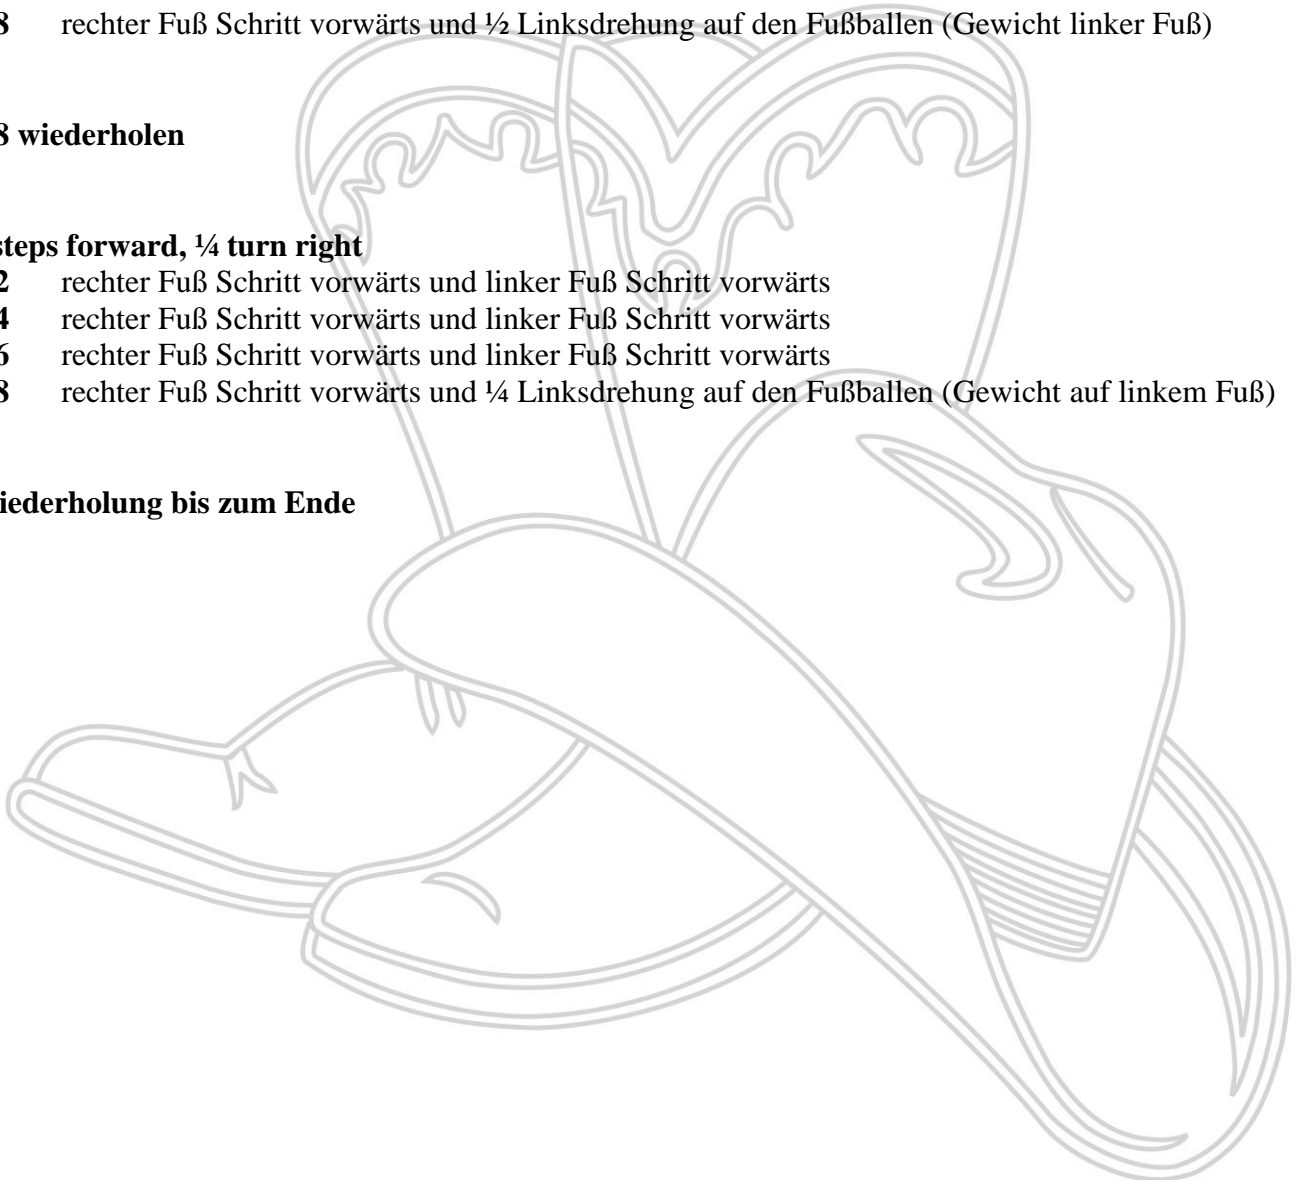 8 rechter Fuß Schritt vorwärts und ½ Linksdrehung auf den Fußballen (Gewicht linker Fuß)
8 wiederholen
steps forward, ¼ turn right
2 rechter Fuß Schritt vorwärts und linker Fuß Schritt vorwärts
4 rechter Fuß Schritt vorwärts und linker Fuß Schritt vorwärts
6 rechter Fuß Schritt vorwärts und linker Fuß Schritt vorwärts
8 rechter Fuß Schritt vorwärts und ¼ Linksdrehung auf den Fußballen (Gewicht auf linkem Fuß)
iederholung bis zum Ende